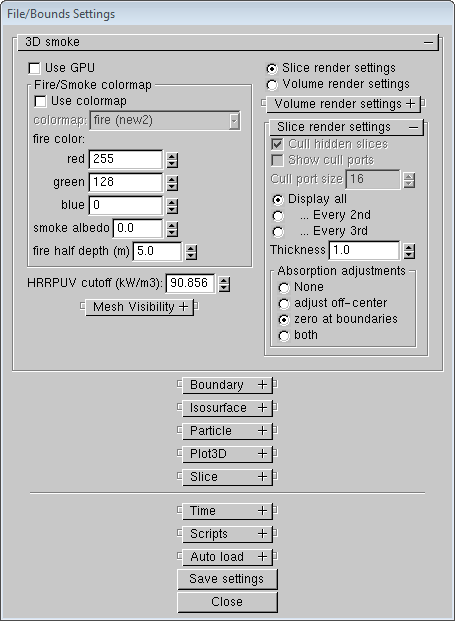 File/Bounds Settings
3D smoke
Use GPU
Fire/Smoke colormap
Use colormap
colormap: fire (new2)
fire color:
red 255
green 128
blue 0
smoke albedo 0.0
fire half depth (m) 5.0
HRRPUV cutoff (kW/m3): 90.856
Mesh Visibility +
Slice render settings
Volume render settings
Volume render settings +
Slice render settings −
Cull hidden slices
Show cull ports
Cull port size 16
Display all
... Every 2nd
... Every 3rd
Thickness 1.0
Absorption adjustments
None
adjust off-center
zero at boundaries
both
Boundary +
Isosurface +
Particle +
Plot3D +
Slice +
Time +
Scripts +
Auto load +
Save settings
Close